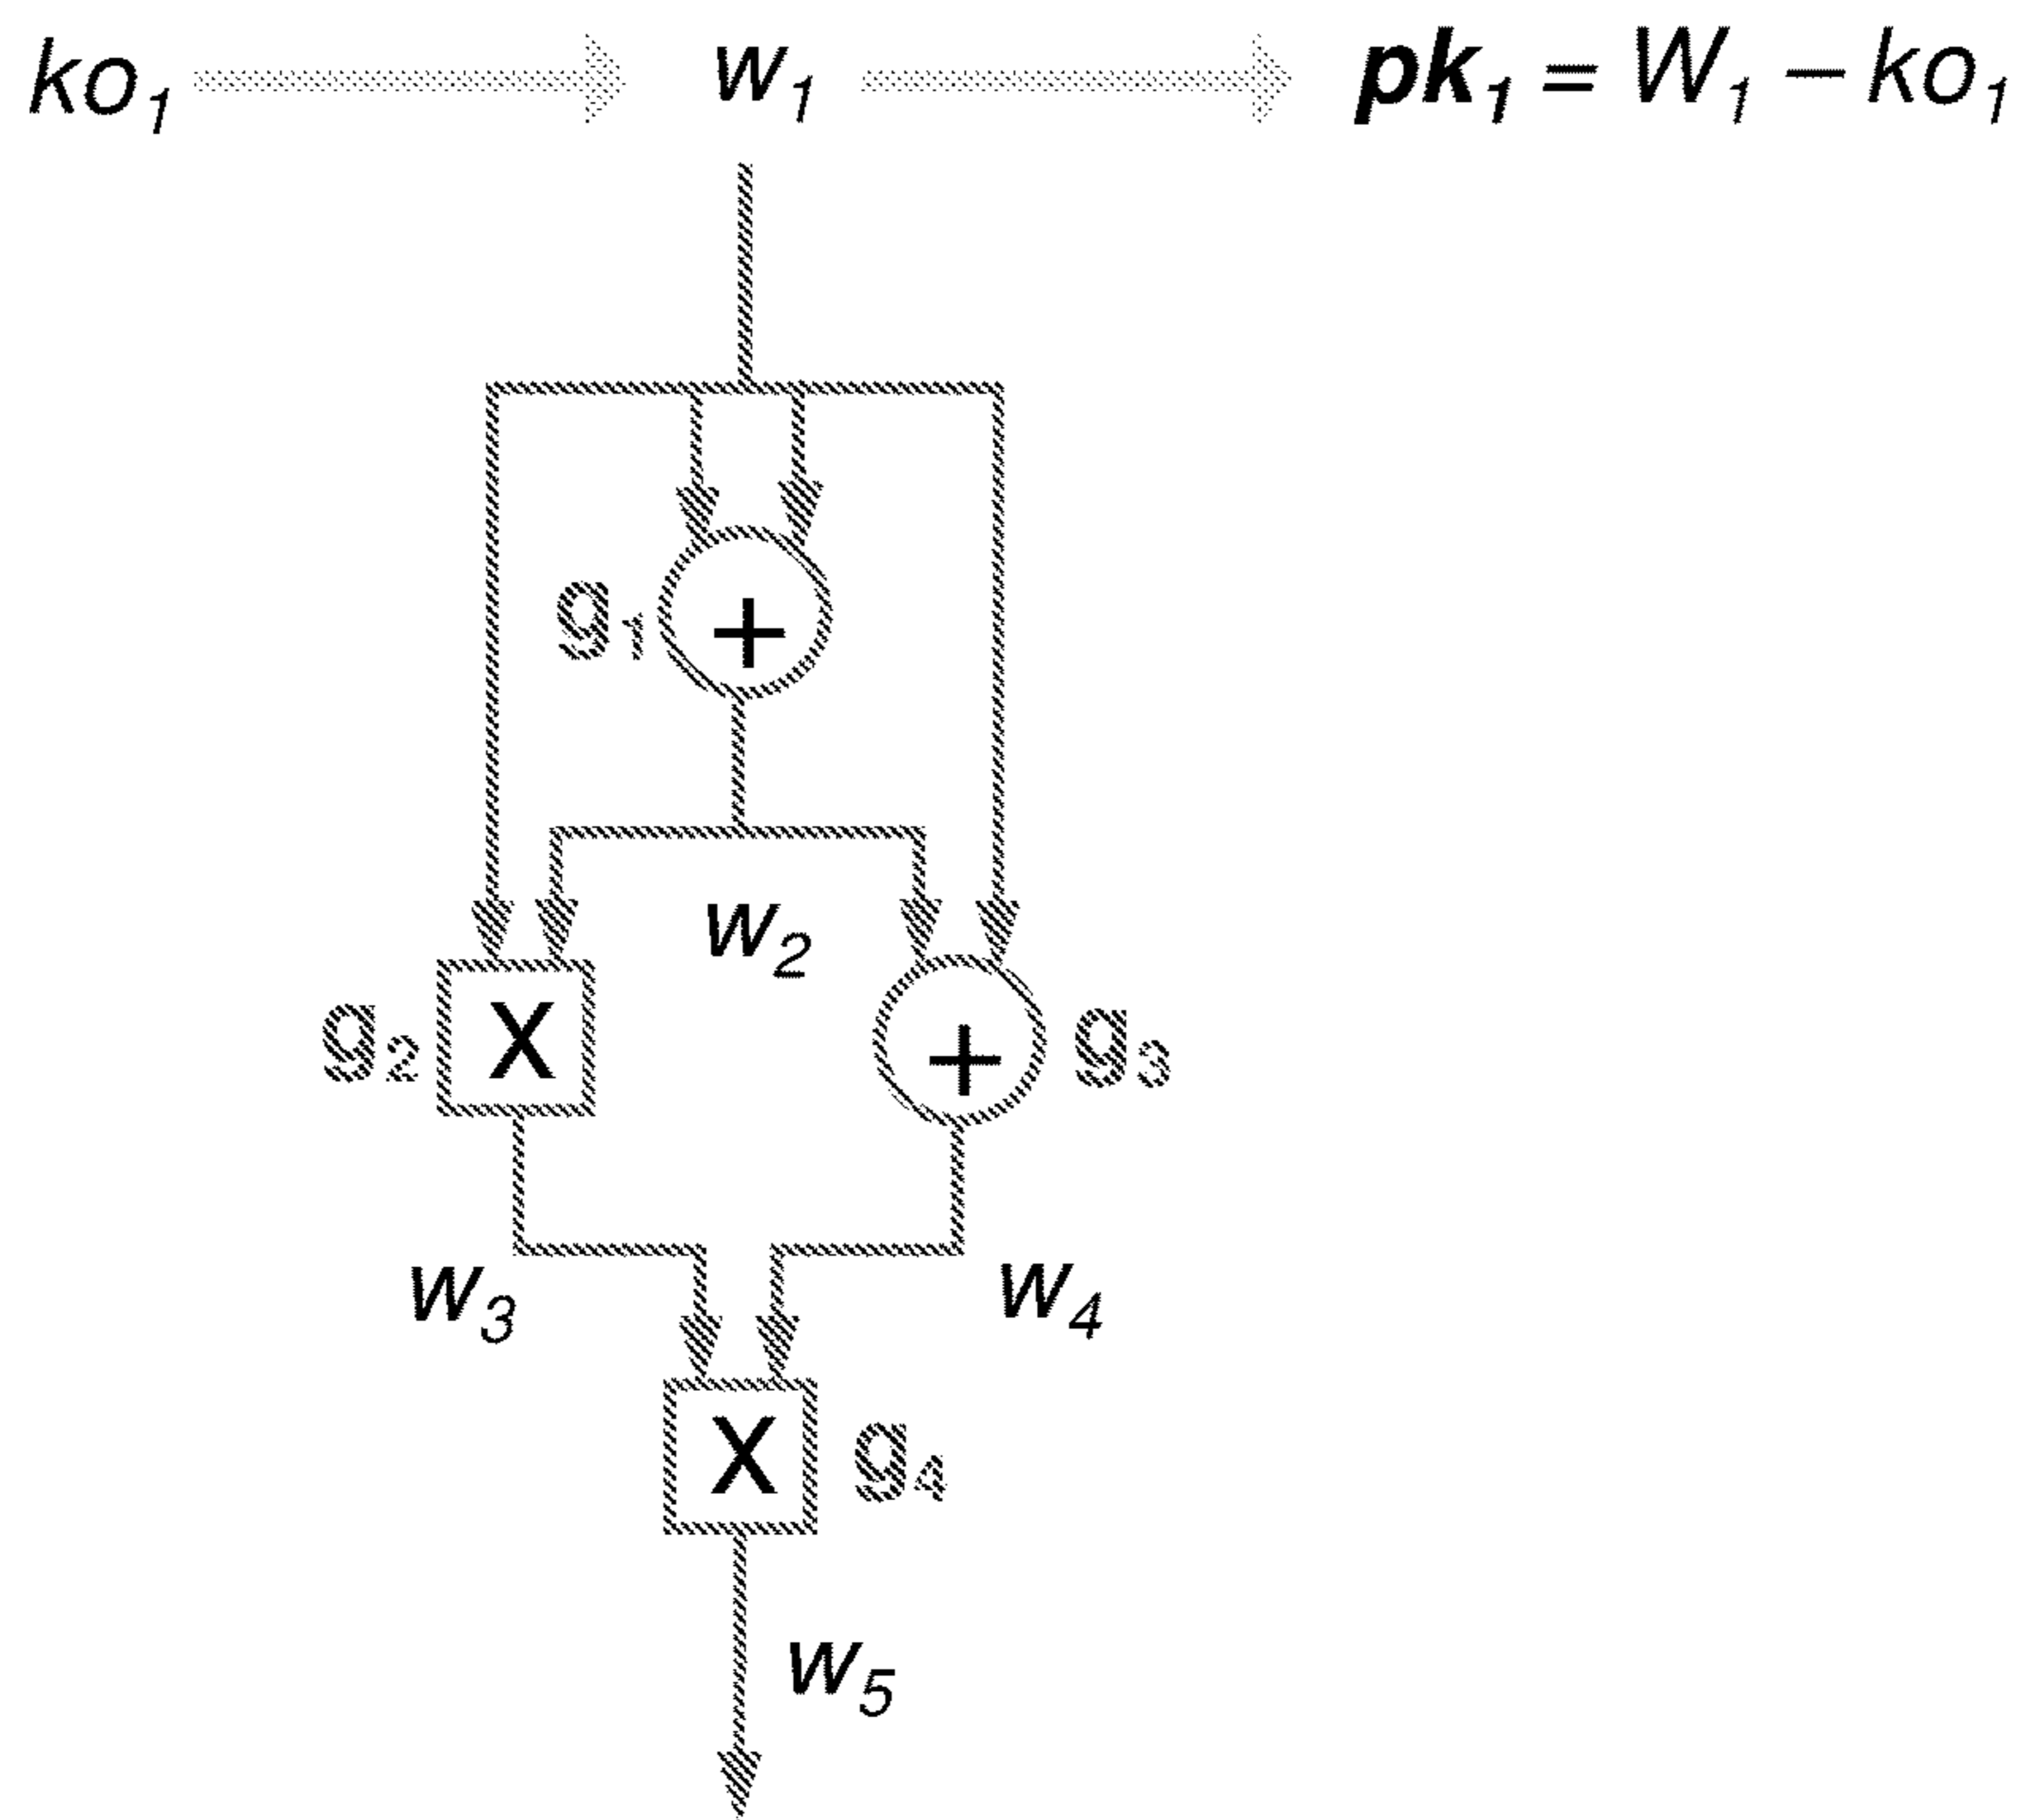 ko₁ w₁ pk₁ = W₁ – ko₁
g₁ +
w₂
g₂ X + g₃
w₃ w₄
X g₄
w₅